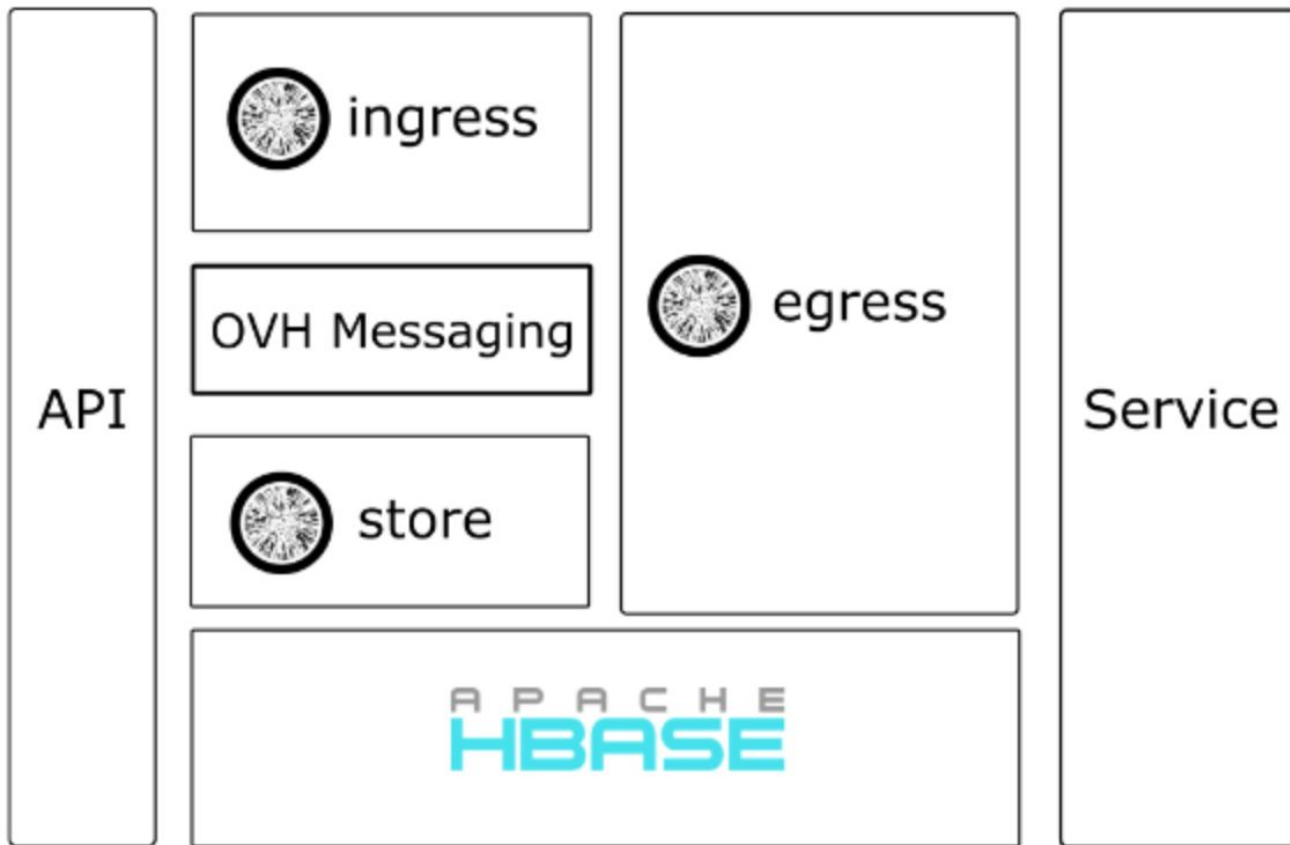 API
ingress
OVH Messaging
store
egress
APACHE
HBASE
Service